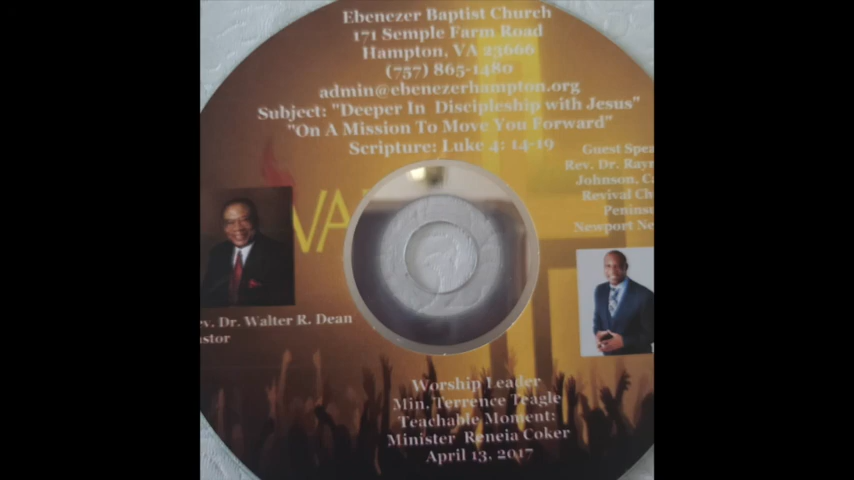 Ebenezer Baptist Church
171 Semple Farm Road
Hampton, VA 23666
(757) 865-1480
admin@ebenezerhampton.org
Subject: "Deeper In Discipleship with Jesus"
"On A Mission To Move You Forward"
Scripture: Luke 4: 14-19
Guest Spea
Rev. Dr. Ray
Johnson, C
Revival Ch
Peninsu
Newport Ne
VA
v. Dr. Walter R. Dean
stor
Worship Leader
Min. Terrence Teagle
Teachable Moment:
Minister Reneia Coker
April 13, 2017